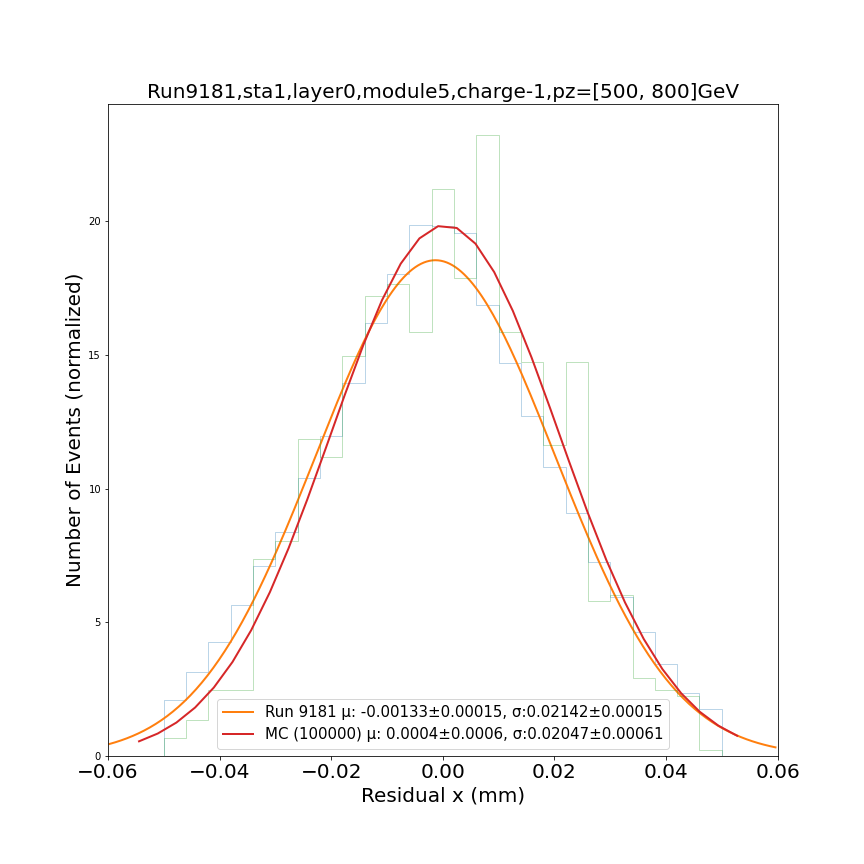 Run9181,sta1,layer0,module5,charge-1,pz=[500, 800]GeV
Number of Events (normalized)
20
15
10
5
0
Run 9181 μ: -0.00133±0.00015, σ:0.02142±0.00015
MC (100000) μ: 0.0004±0.0006, σ:0.02047±0.00061
−0.06 −0.04 −0.02 0.00 0.02 0.04 0.06
Residual x (mm)